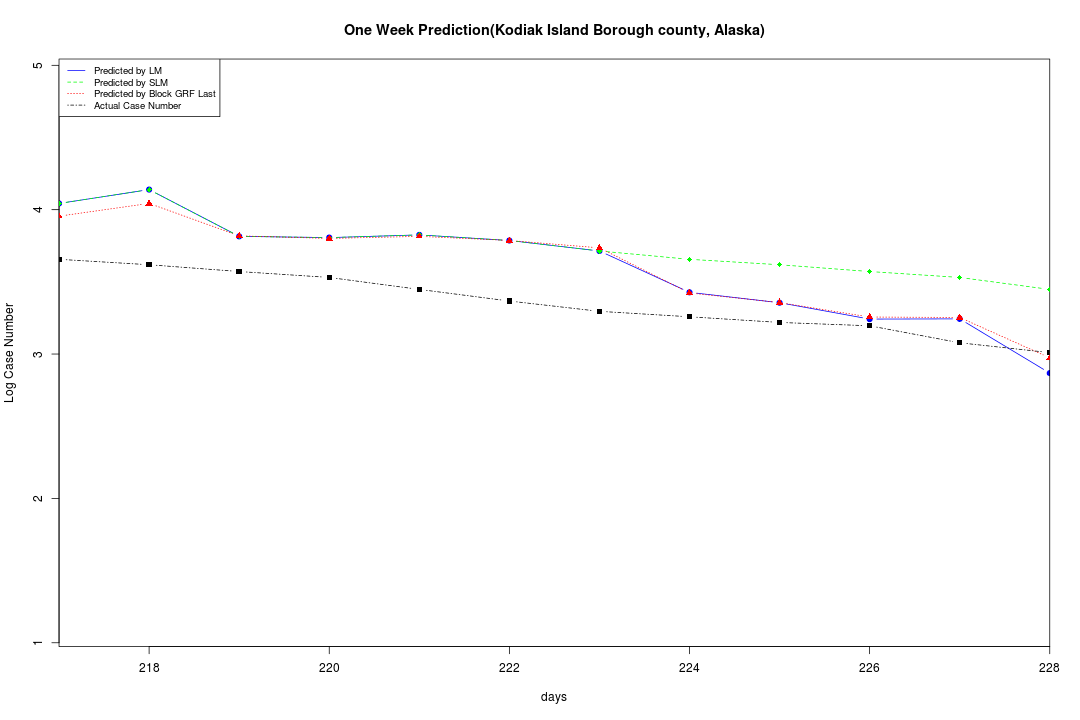 One Week Prediction(Kodiak Island Borough county, Alaska)
Predicted by LM
Predicted by SLM
Predicted by Block GRF Last
Actual Case Number
5
4
3
2
1
Log Case Number
218 220 222 224 226 228
days